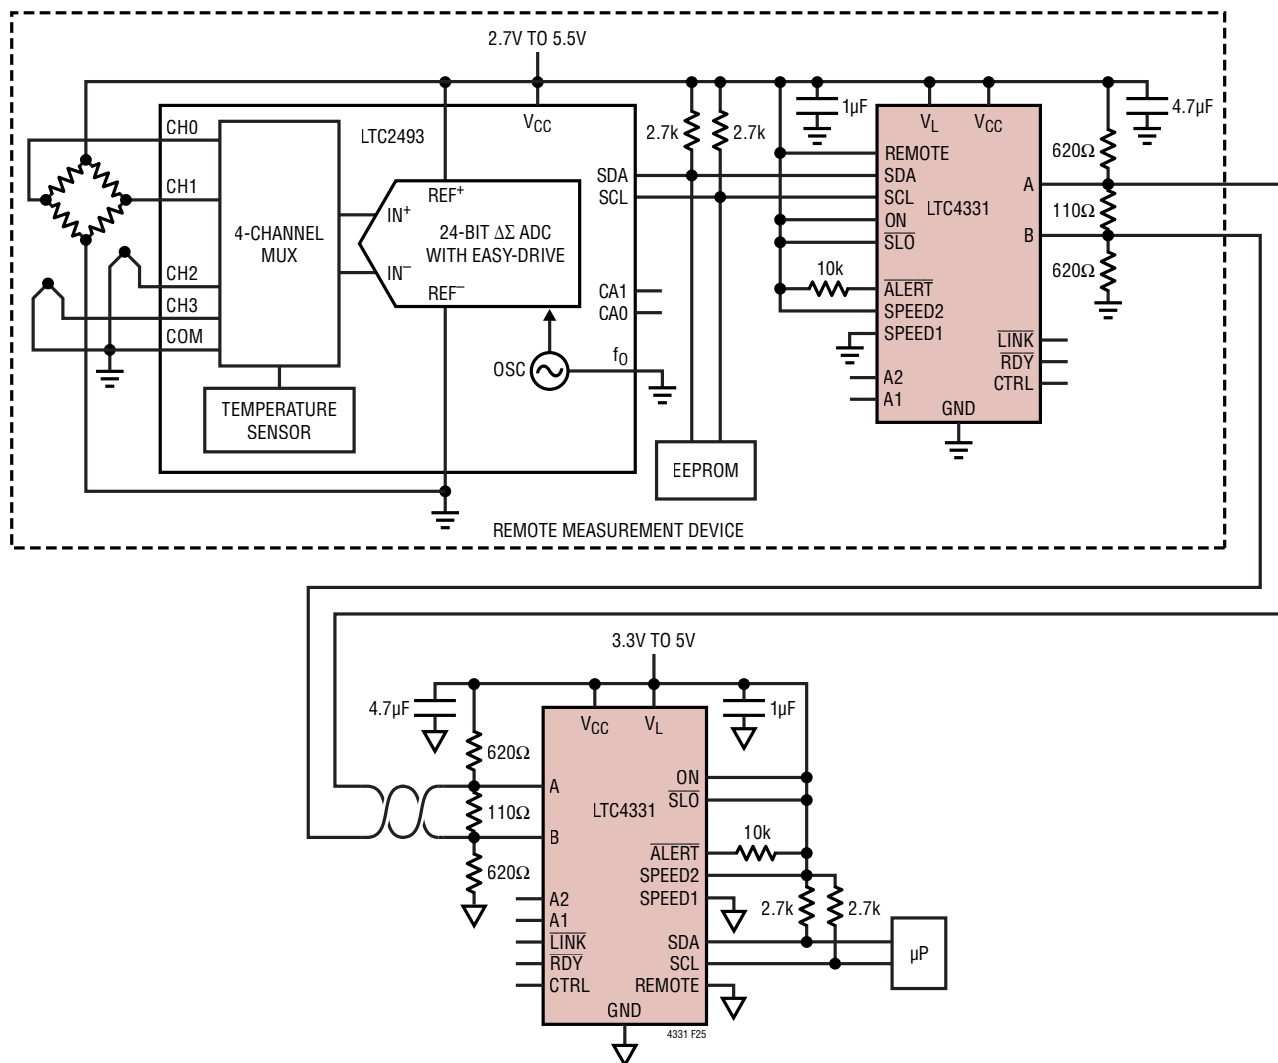 2.7V TO 5.5V
CH0
CH1
CH2
CH3
COM
4-CHANNEL
MUX
TEMPERATURE
SENSOR
LTC2493
VCC
REF+
IN+
24-BIT ΔΣ ADC
WITH EASY-DRIVE
IN–
REF–
OSC
fO
SDA
SCL
CA1
CA0
2.7k
2.7k
EEPROM
1µF
10k
VL
VCC
REMOTE
SDA
SCL
LTC4331
ON
SLO
ALERT
SPEED2
SPEED1
A2
A1
GND
A
B
LINK
RDY
CTRL
620Ω
110Ω
620Ω
4.7µF
REMOTE MEASUREMENT DEVICE
3.3V TO 5V
4.7µF
620Ω
110Ω
620Ω
VCC
VL
1µF
A
B
A2
A1
LINK
RDY
CTRL
LTC4331
ON
SLO
ALERT
SPEED2
SPEED1
SDA
SCL
REMOTE
GND
10k
2.7k
2.7k
µP
4331 F25